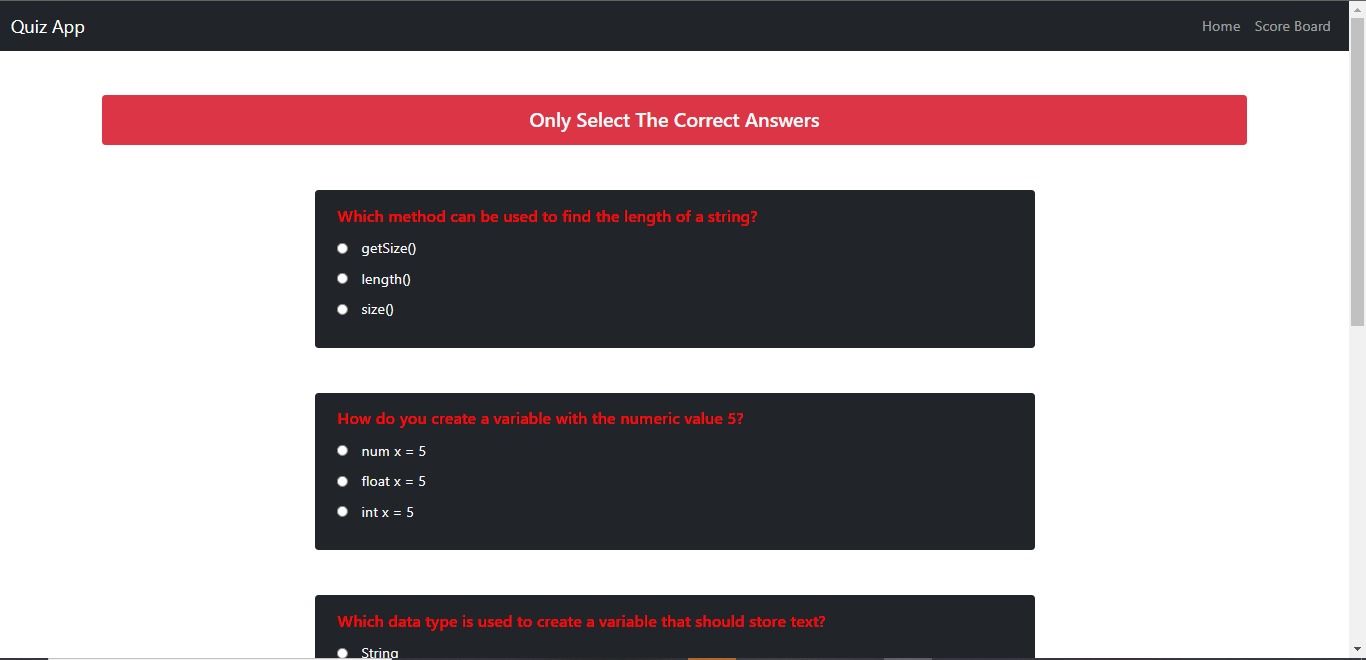 Quiz App
Home Score Board
Only Select The Correct Answers
Which method can be used to find the length of a string?
getSize()
length()
size()
How do you create a variable with the numeric value 5?
num x = 5
float x = 5
int x = 5
Which data type is used to create a variable that should store text?
String